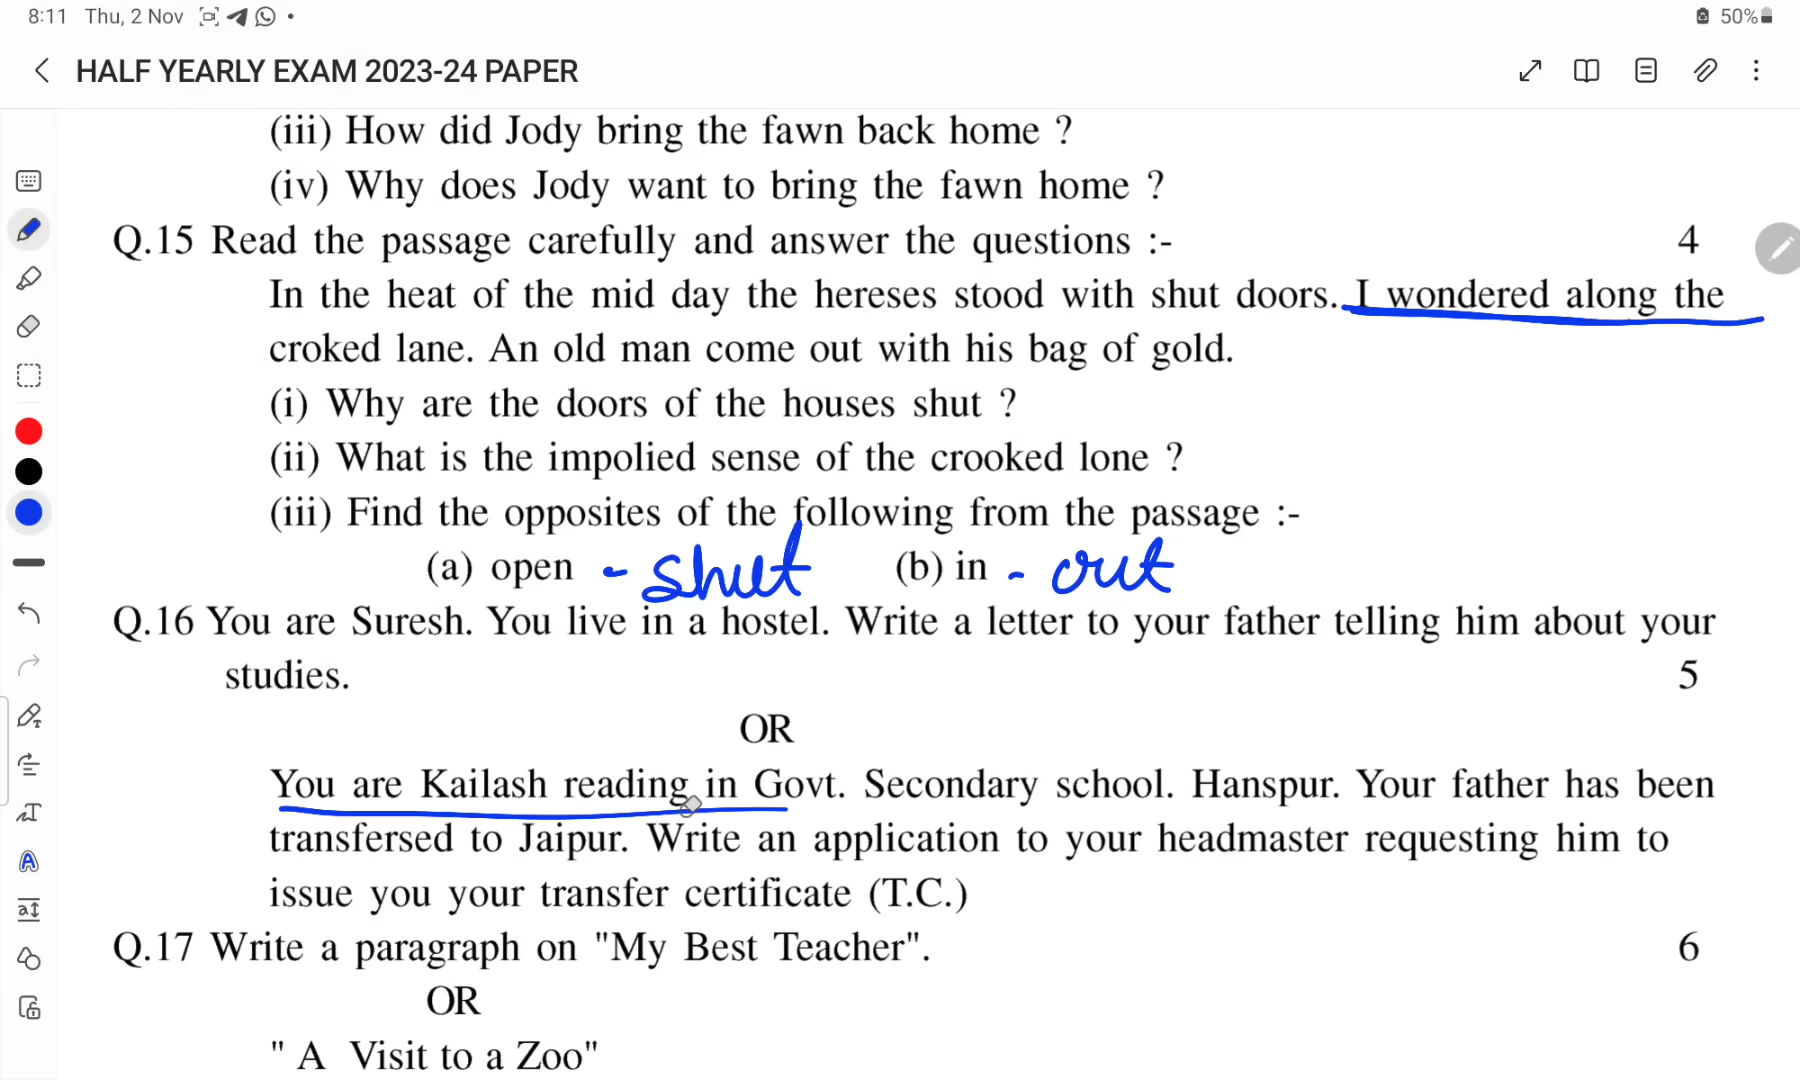 8:11 Thu, 2 Nov 50%
HALF YEARLY EXAM 2023-24 PAPER
(iii) How did Jody bring the fawn back home ?
(iv) Why does Jody want to bring the fawn home ?
Q.15 Read the passage carefully and answer the questions :- 4
In the heat of the mid day the hereses stood with shut doors. I wondered along the
croked lane. An old man come out with his bag of gold.
(i) Why are the doors of the houses shut ?
(ii) What is the impolied sense of the crooked lone ?
(iii) Find the opposites of the following from the passage :-
(a) open - shut (b) in - out
Q.16 You are Suresh. You live in a hostel. Write a letter to your father telling him about your
studies. 5
OR
You are Kailash reading in Govt. Secondary school. Hanspur. Your father has been
transfersed to Jaipur. Write an application to your headmaster requesting him to
issue you your transfer certificate (T.C.)
Q.17 Write a paragraph on "My Best Teacher". 6
OR
" A Visit to a Zoo"